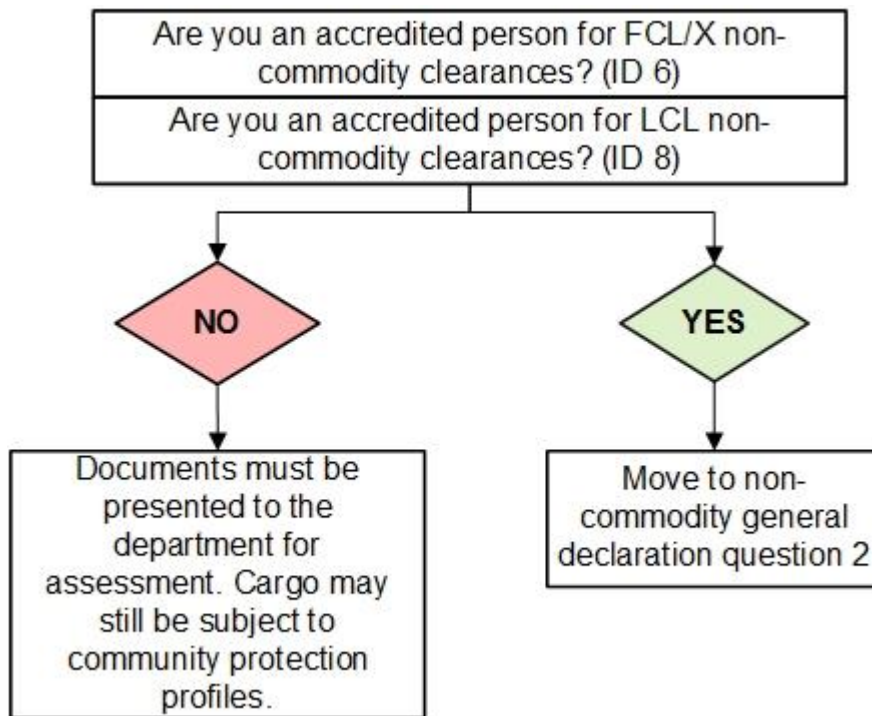 Are you an accredited person for FCL/X non-
commodity clearances? (ID 6)
Are you an accredited person for LCL non-
commodity clearances? (ID 8)
NO
YES
Documents must be
presented to the
department for
assessment. Cargo may
still be subject to
community protection
profiles.
Move to non-
commodity general
declaration question 2